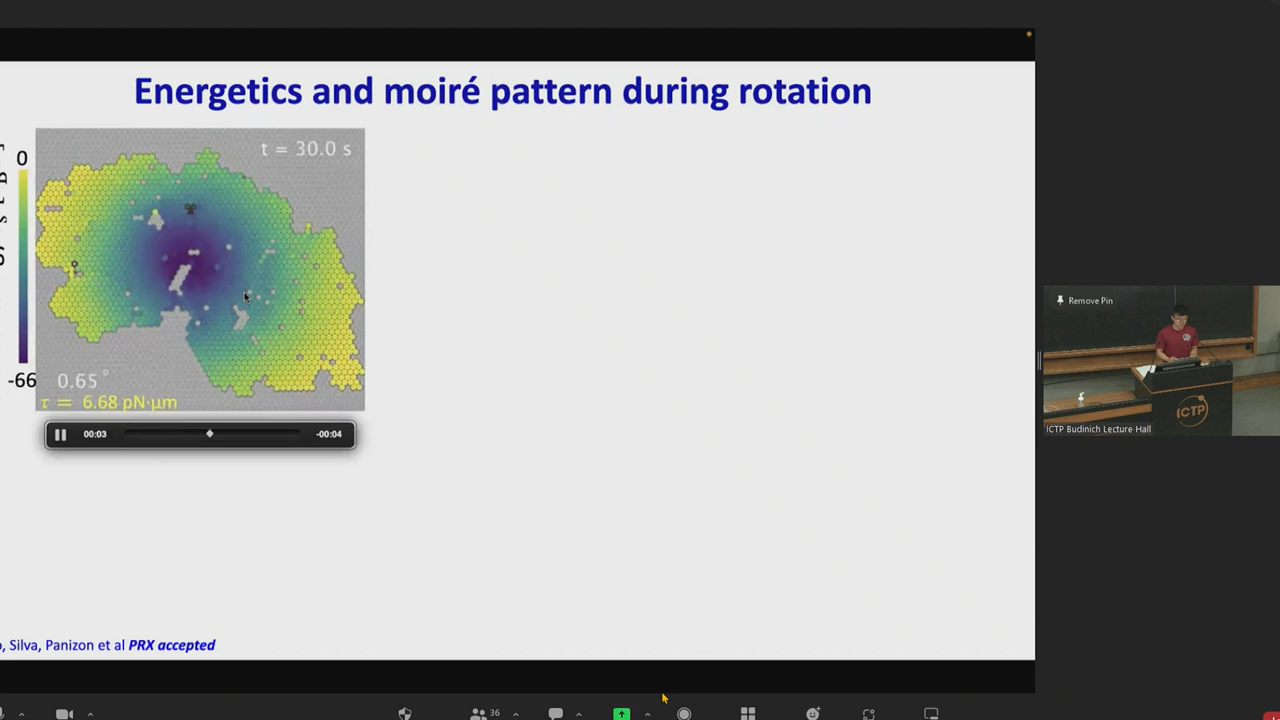 Energetics and moiré pattern during rotation
t = 30.0 s
0
-66
0.65°
τ = 6.68 pN·μm
00:03
-00:04
Remove Pin
ICTP
ICTP Budinich Lecture Hall
, Silva, Panizon et al PRX accepted
36